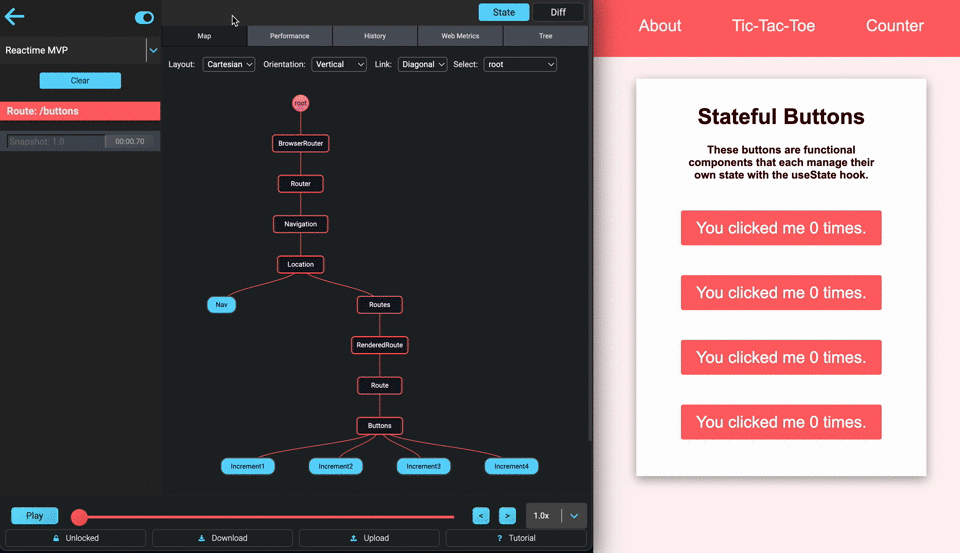 State
Diff
Map
Performance
History
Web Metrics
Tree
Reactime MVP
Clear
Route: /buttons
Snapshot: 1.0
00:00.70
Layout:
Cartesian
Orientation:
Vertical
Link:
Diagonal
Select:
root
root
BrowserRouter
Router
Navigation
Location
Nav
Routes
RenderedRoute
Route
Buttons
Increment1
Increment2
Increment3
Increment4
Play
<
>
1.0x
Unlocked
Download
Upload
? Tutorial
About
Tic-Tac-Toe
Counter
Stateful Buttons
These buttons are functional
components that each manage their
own state with the useState hook.
You clicked me 0 times.
You clicked me 0 times.
You clicked me 0 times.
You clicked me 0 times.